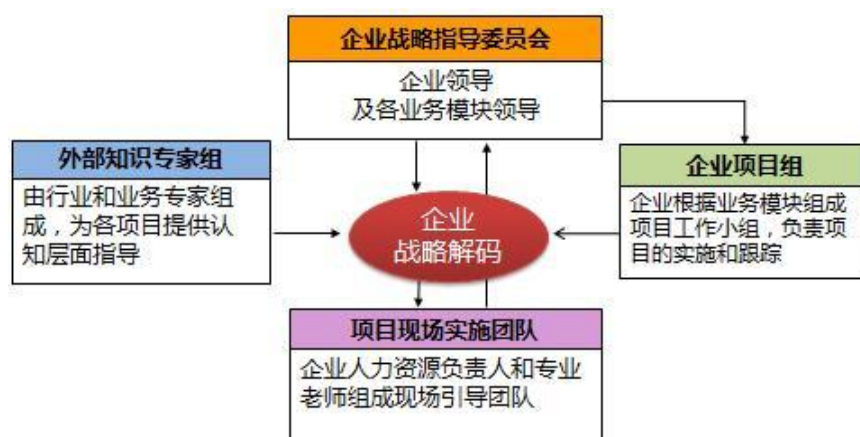 企业战略指导委员会
企业领导
及各业务模块领导
外部知识专家组
由行业和业务专家组
成，为各项目提供认
知层面指导
企业
战略解码
企业项目组
企业根据业务模块组成
项目工作小组，负责项
目的实施和跟踪
项目现场实施团队
企业人力资源负责人和专业
老师组成现场引导团队